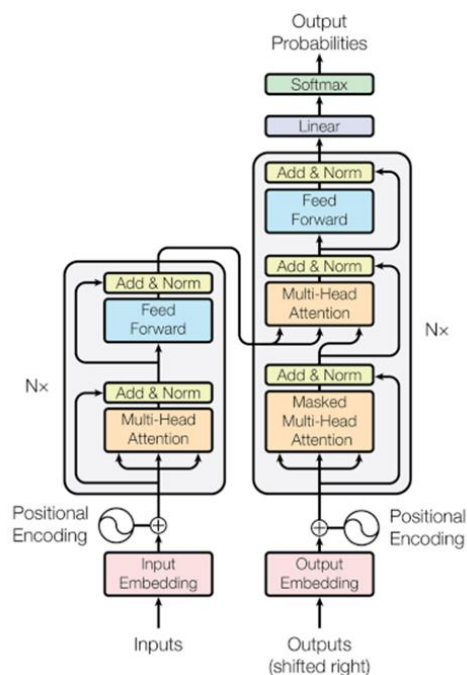 Output
Probabilities
Softmax
Linear
Add & Norm
Feed
Forward
Add & Norm
Multi-Head
Attention
Nx
Add & Norm
Masked
Multi-Head
Attention
Add & Norm
Feed
Forward
Nx
Add & Norm
Multi-Head
Attention
Positional
Encoding
Positional
Encoding
Input
Embedding
Output
Embedding
Inputs
Outputs
(shifted right)